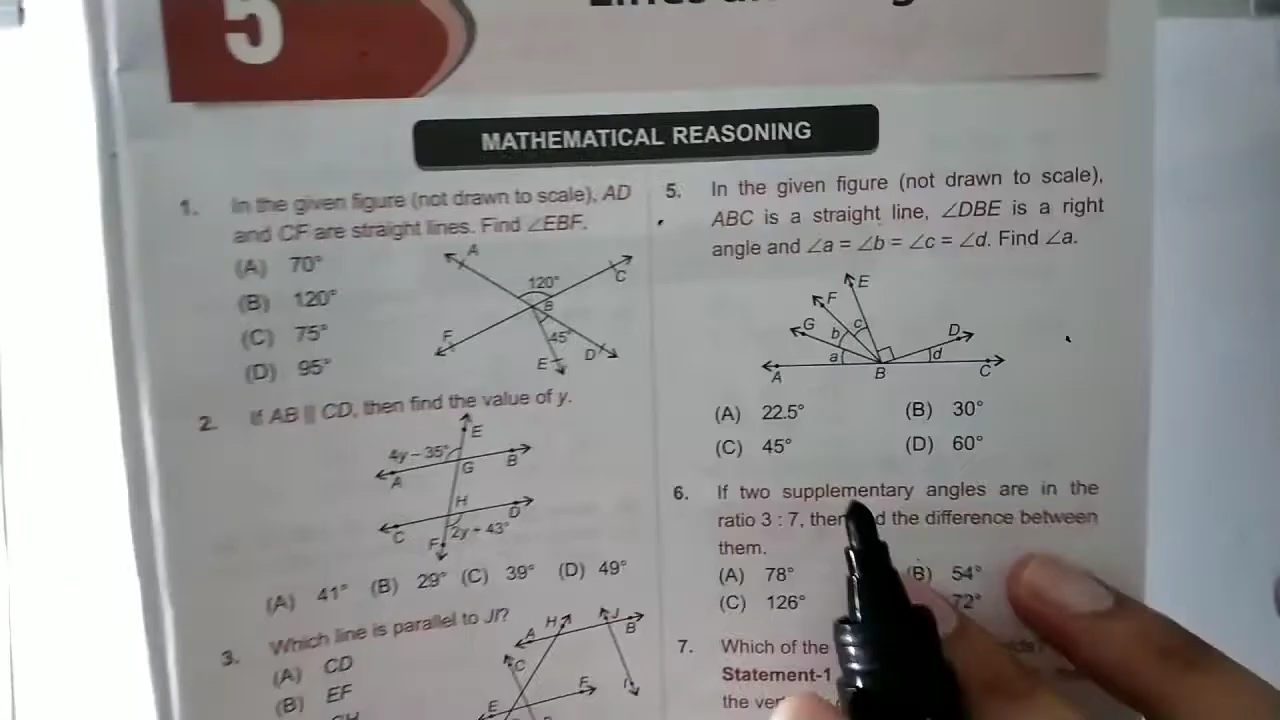 5
MATHEMATICAL REASONING
1. In the given figure (not drawn to scale), AD
and CF are straight lines. Find ∠EBF.
(A) 70°
(B) 120°
(C) 75°
(D) 95°
A
120°
C
B
F
45°
E
D
2. If AB || CD, then find the value of y.
E
4y – 35°
A
G
B
H
C
D
F
2y + 43°
(A) 41° (B) 29° (C) 39° (D) 49°
3. Which line is parallel to JI?
(A) CD
(B) EF
A
H
J
B
C
E
F
I
5. In the given figure (not drawn to scale),
ABC is a straight line, ∠DBE is a right
angle and ∠a = ∠b = ∠c = ∠d. Find ∠a.
E
F
G
b
c
D
a
d
A
B
C
(A) 22.5° (B) 30°
(C) 45° (D) 60°
6. If two supplementary angles are in the
ratio 3 : 7, the difference between
them.
(A) 78° (B) 54°
(C) 126° 72°
7. Which of the
Statement-1
the